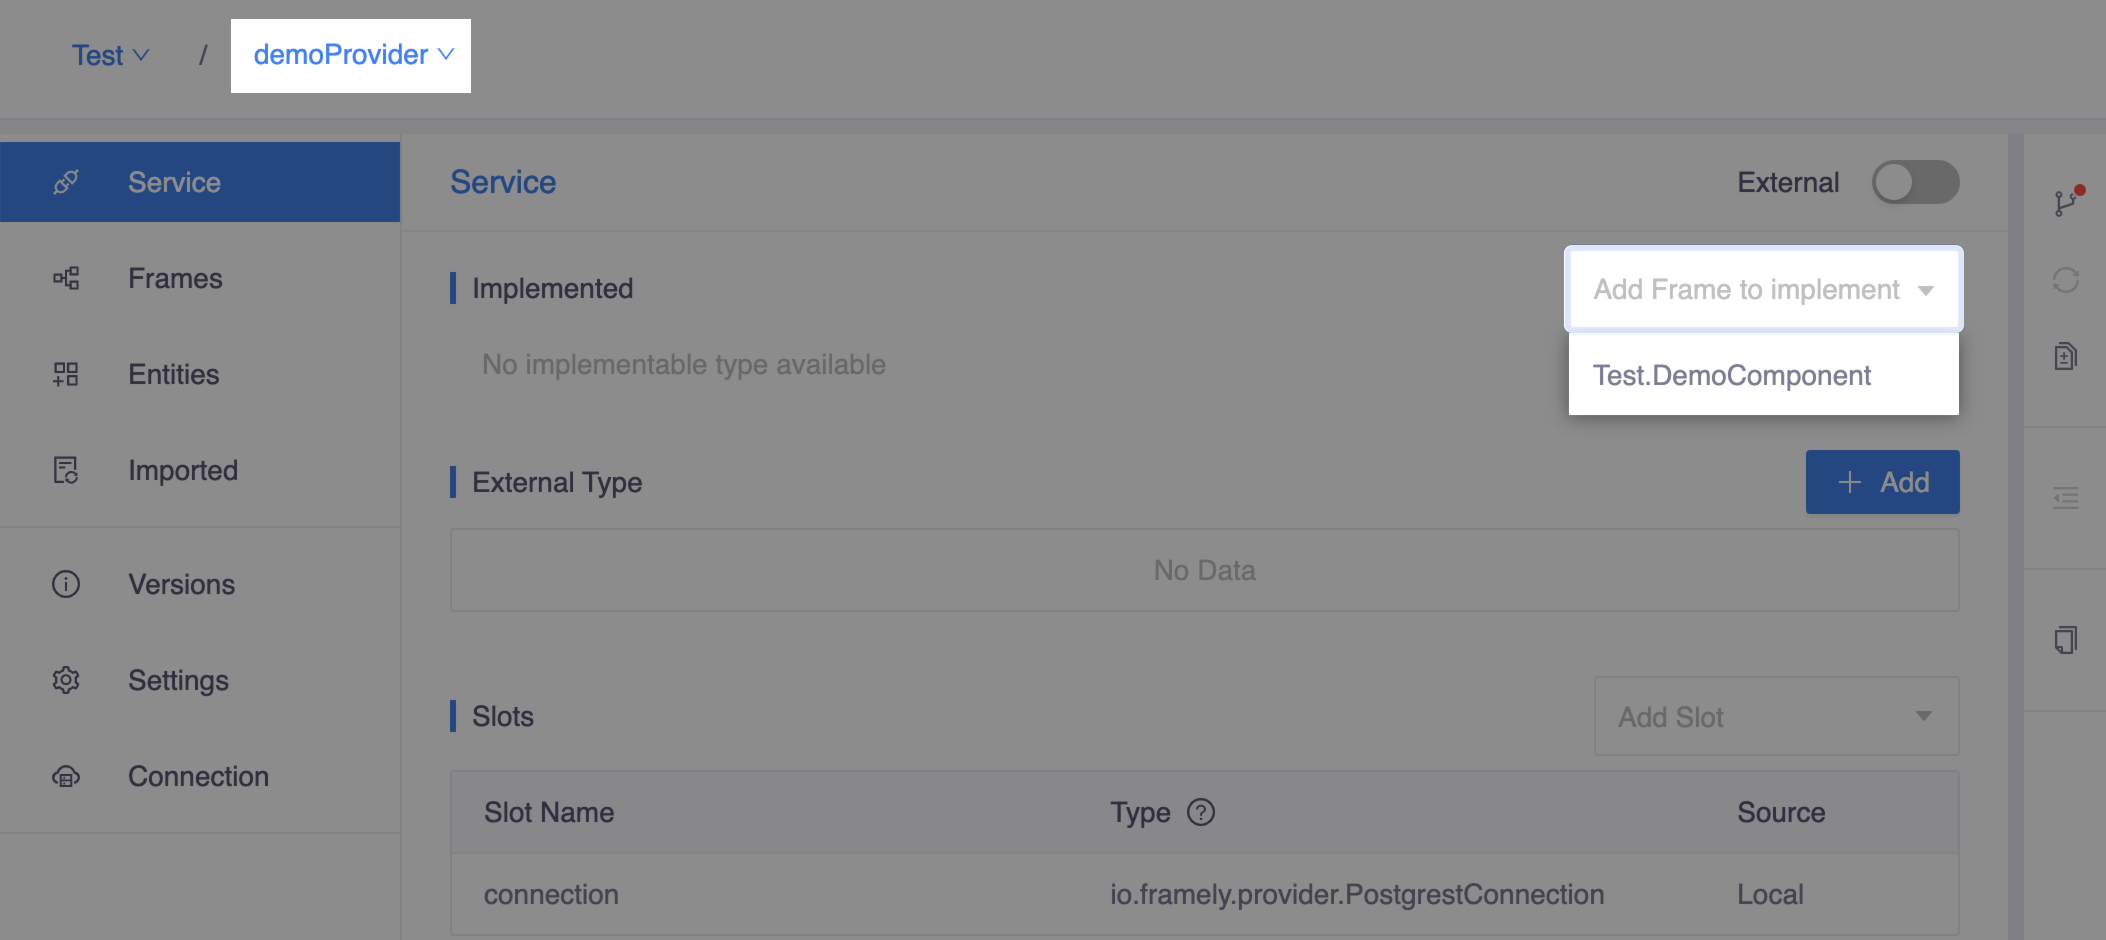 Test / demoProvider
Service
Frames
Entities
Imported
Versions
Settings
Connection
Service
External
Implemented
Add Frame to implement
No implementable type available
Test.DemoComponent
External Type
+ Add
No Data
Slots
Add Slot
Slot Name Type ? Source
connection io.framely.provider.PostgrestConnection Local